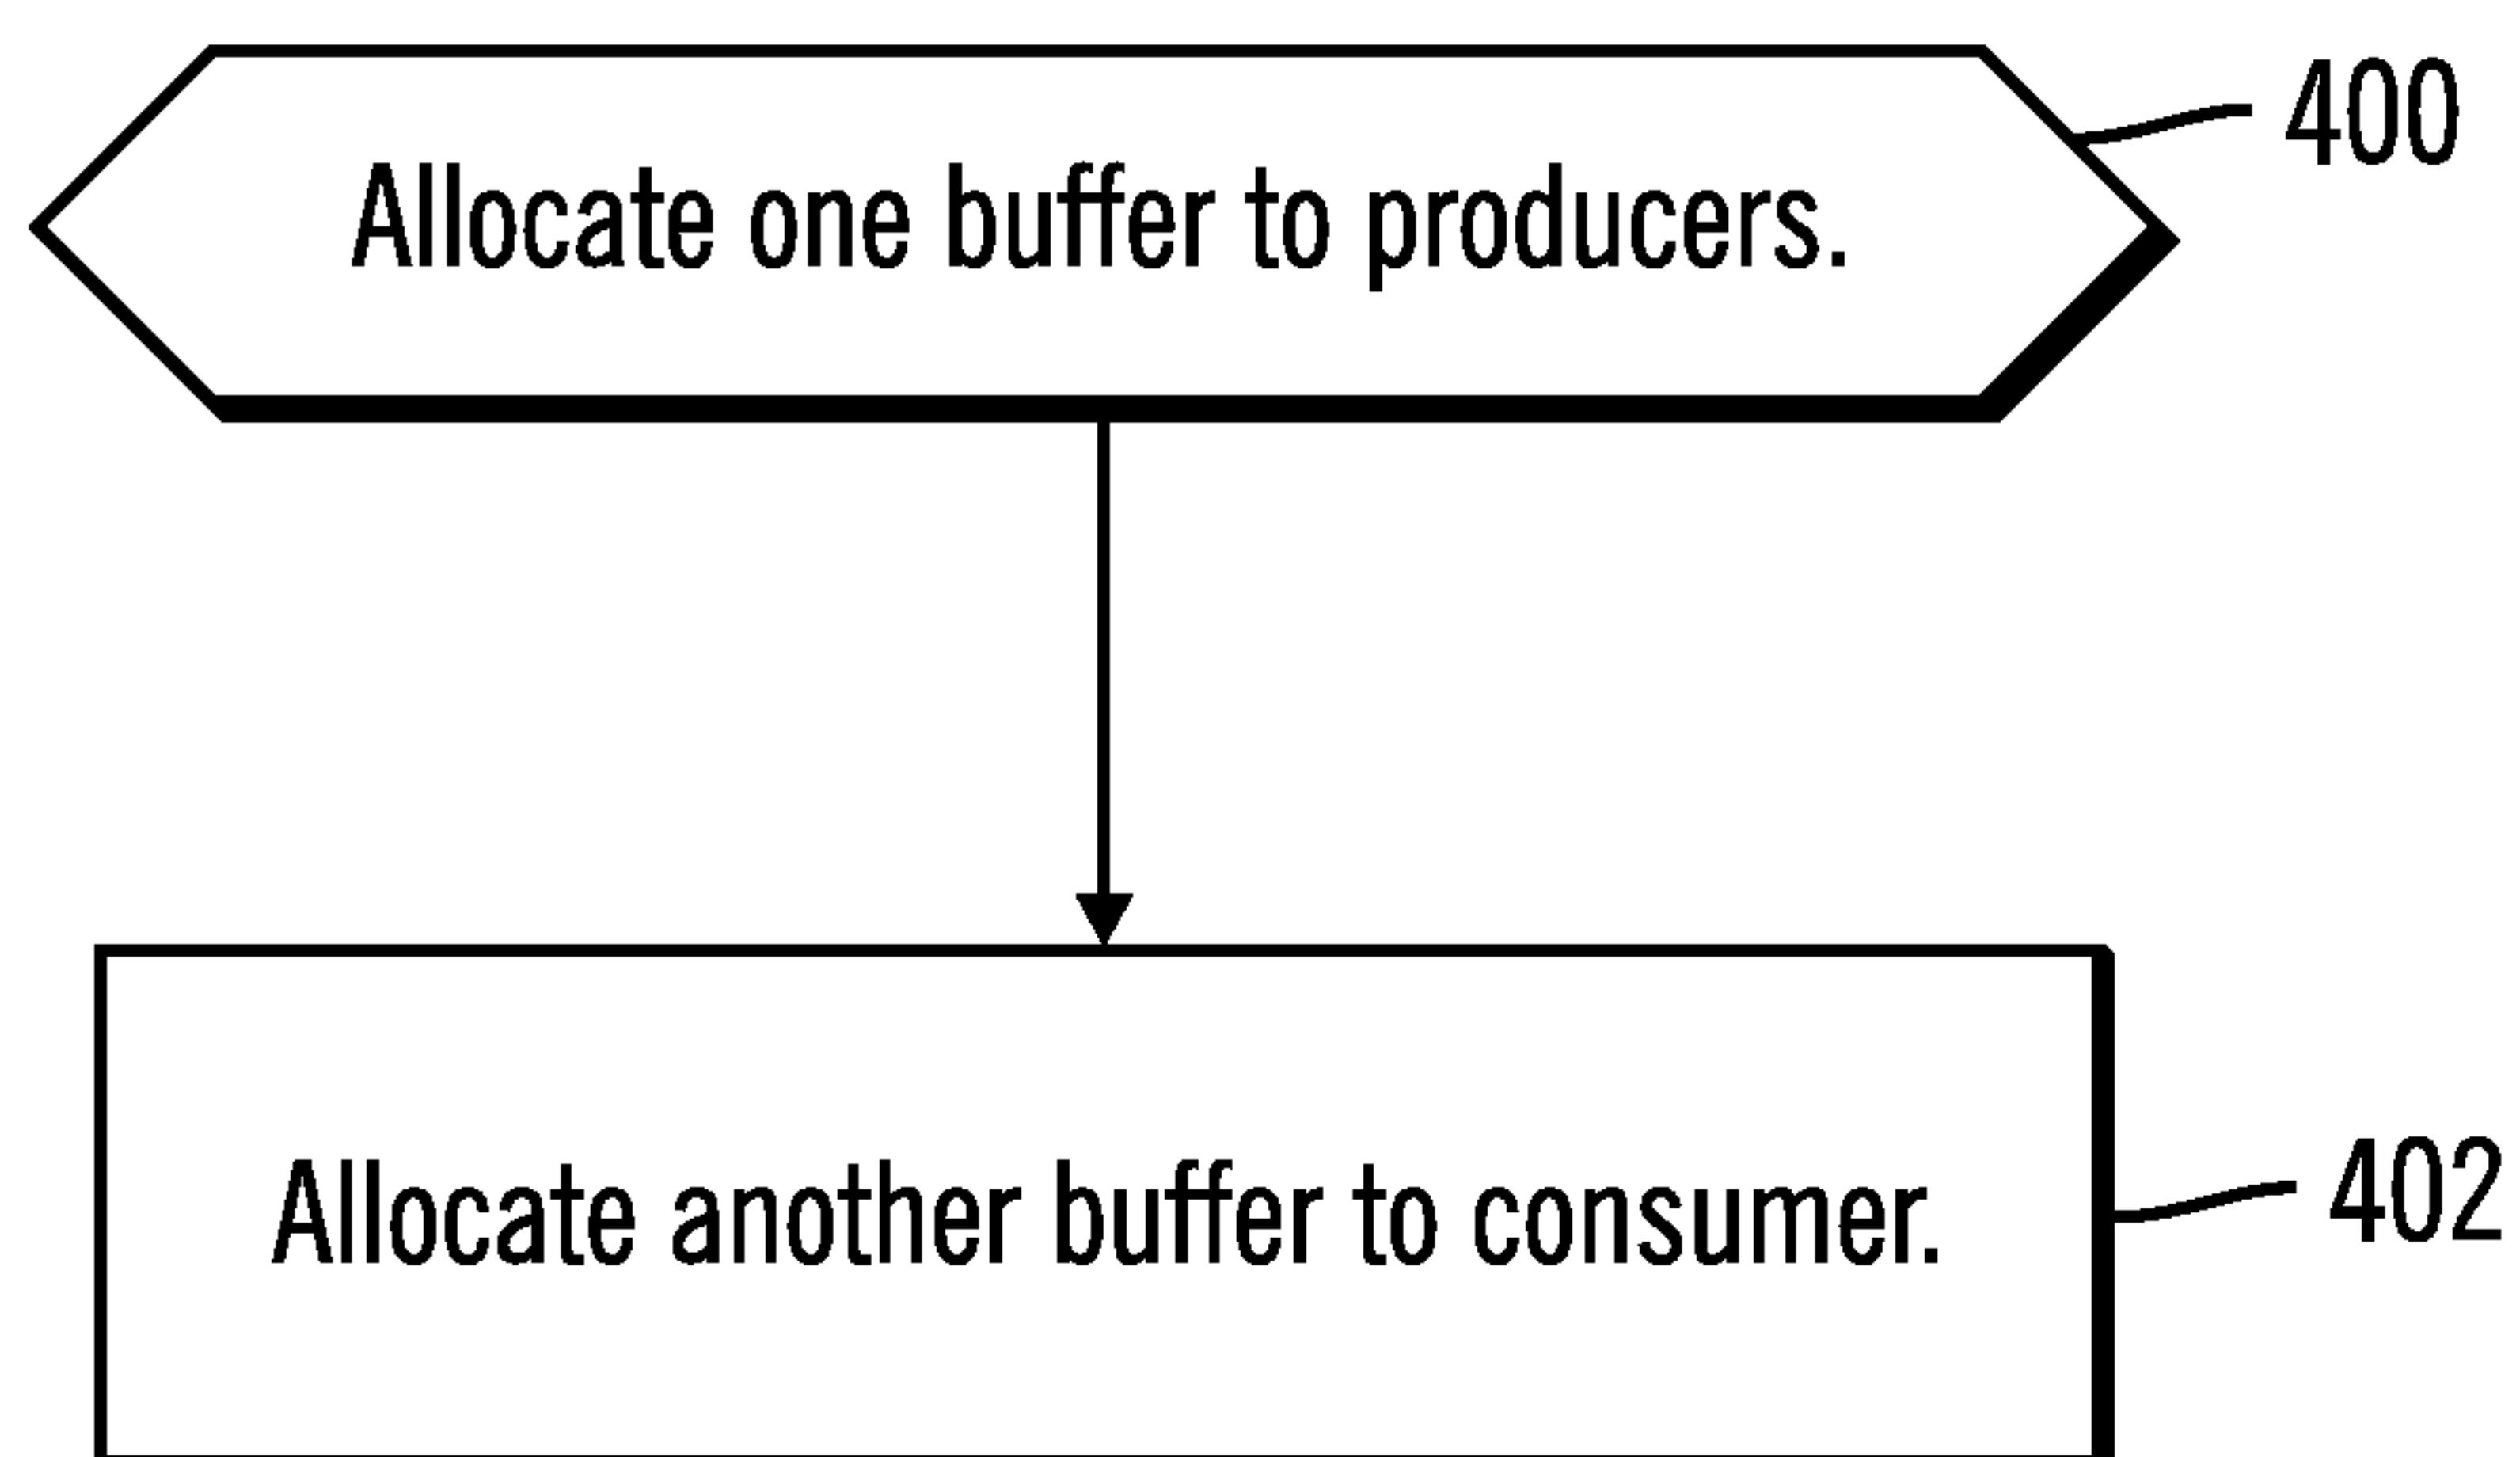 400
Allocate one buffer to producers.
Allocate another buffer to consumer.
402